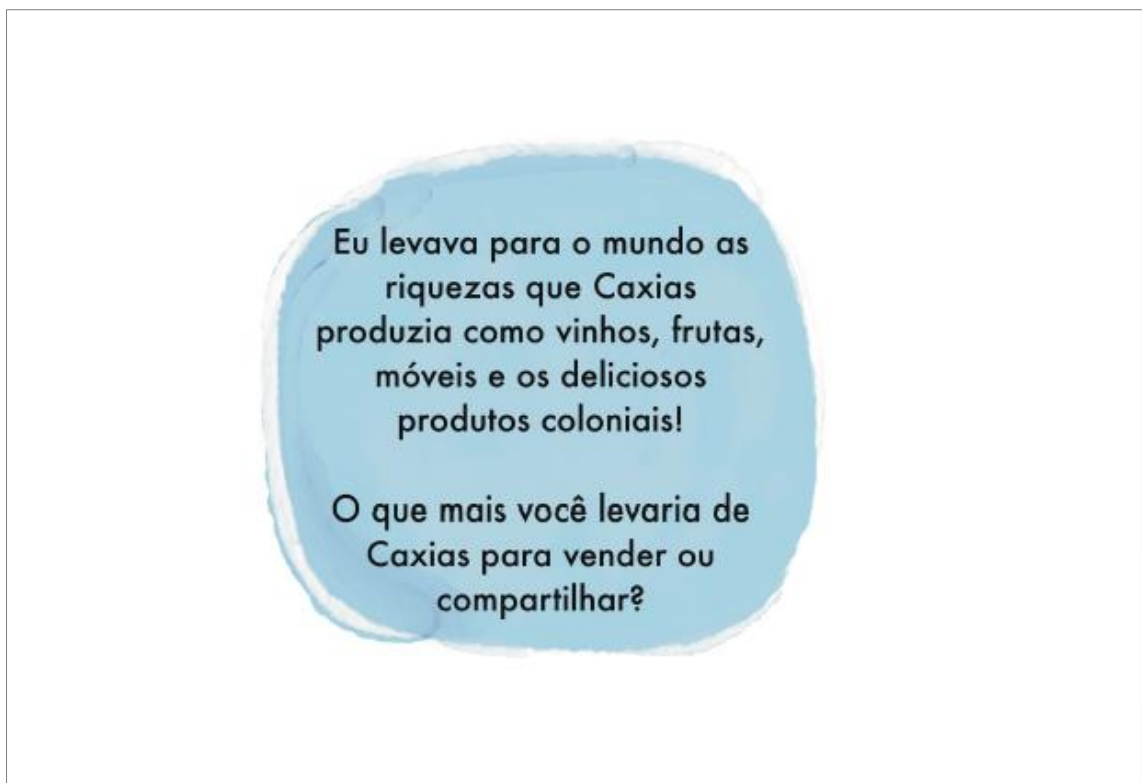 Eu levava para o mundo as
riquezas que Caxias
produzia como vinhos, frutas,
móveis e os deliciosos
produtos coloniais!
O que mais você levaria de
Caxias para vender ou
compartilhar?